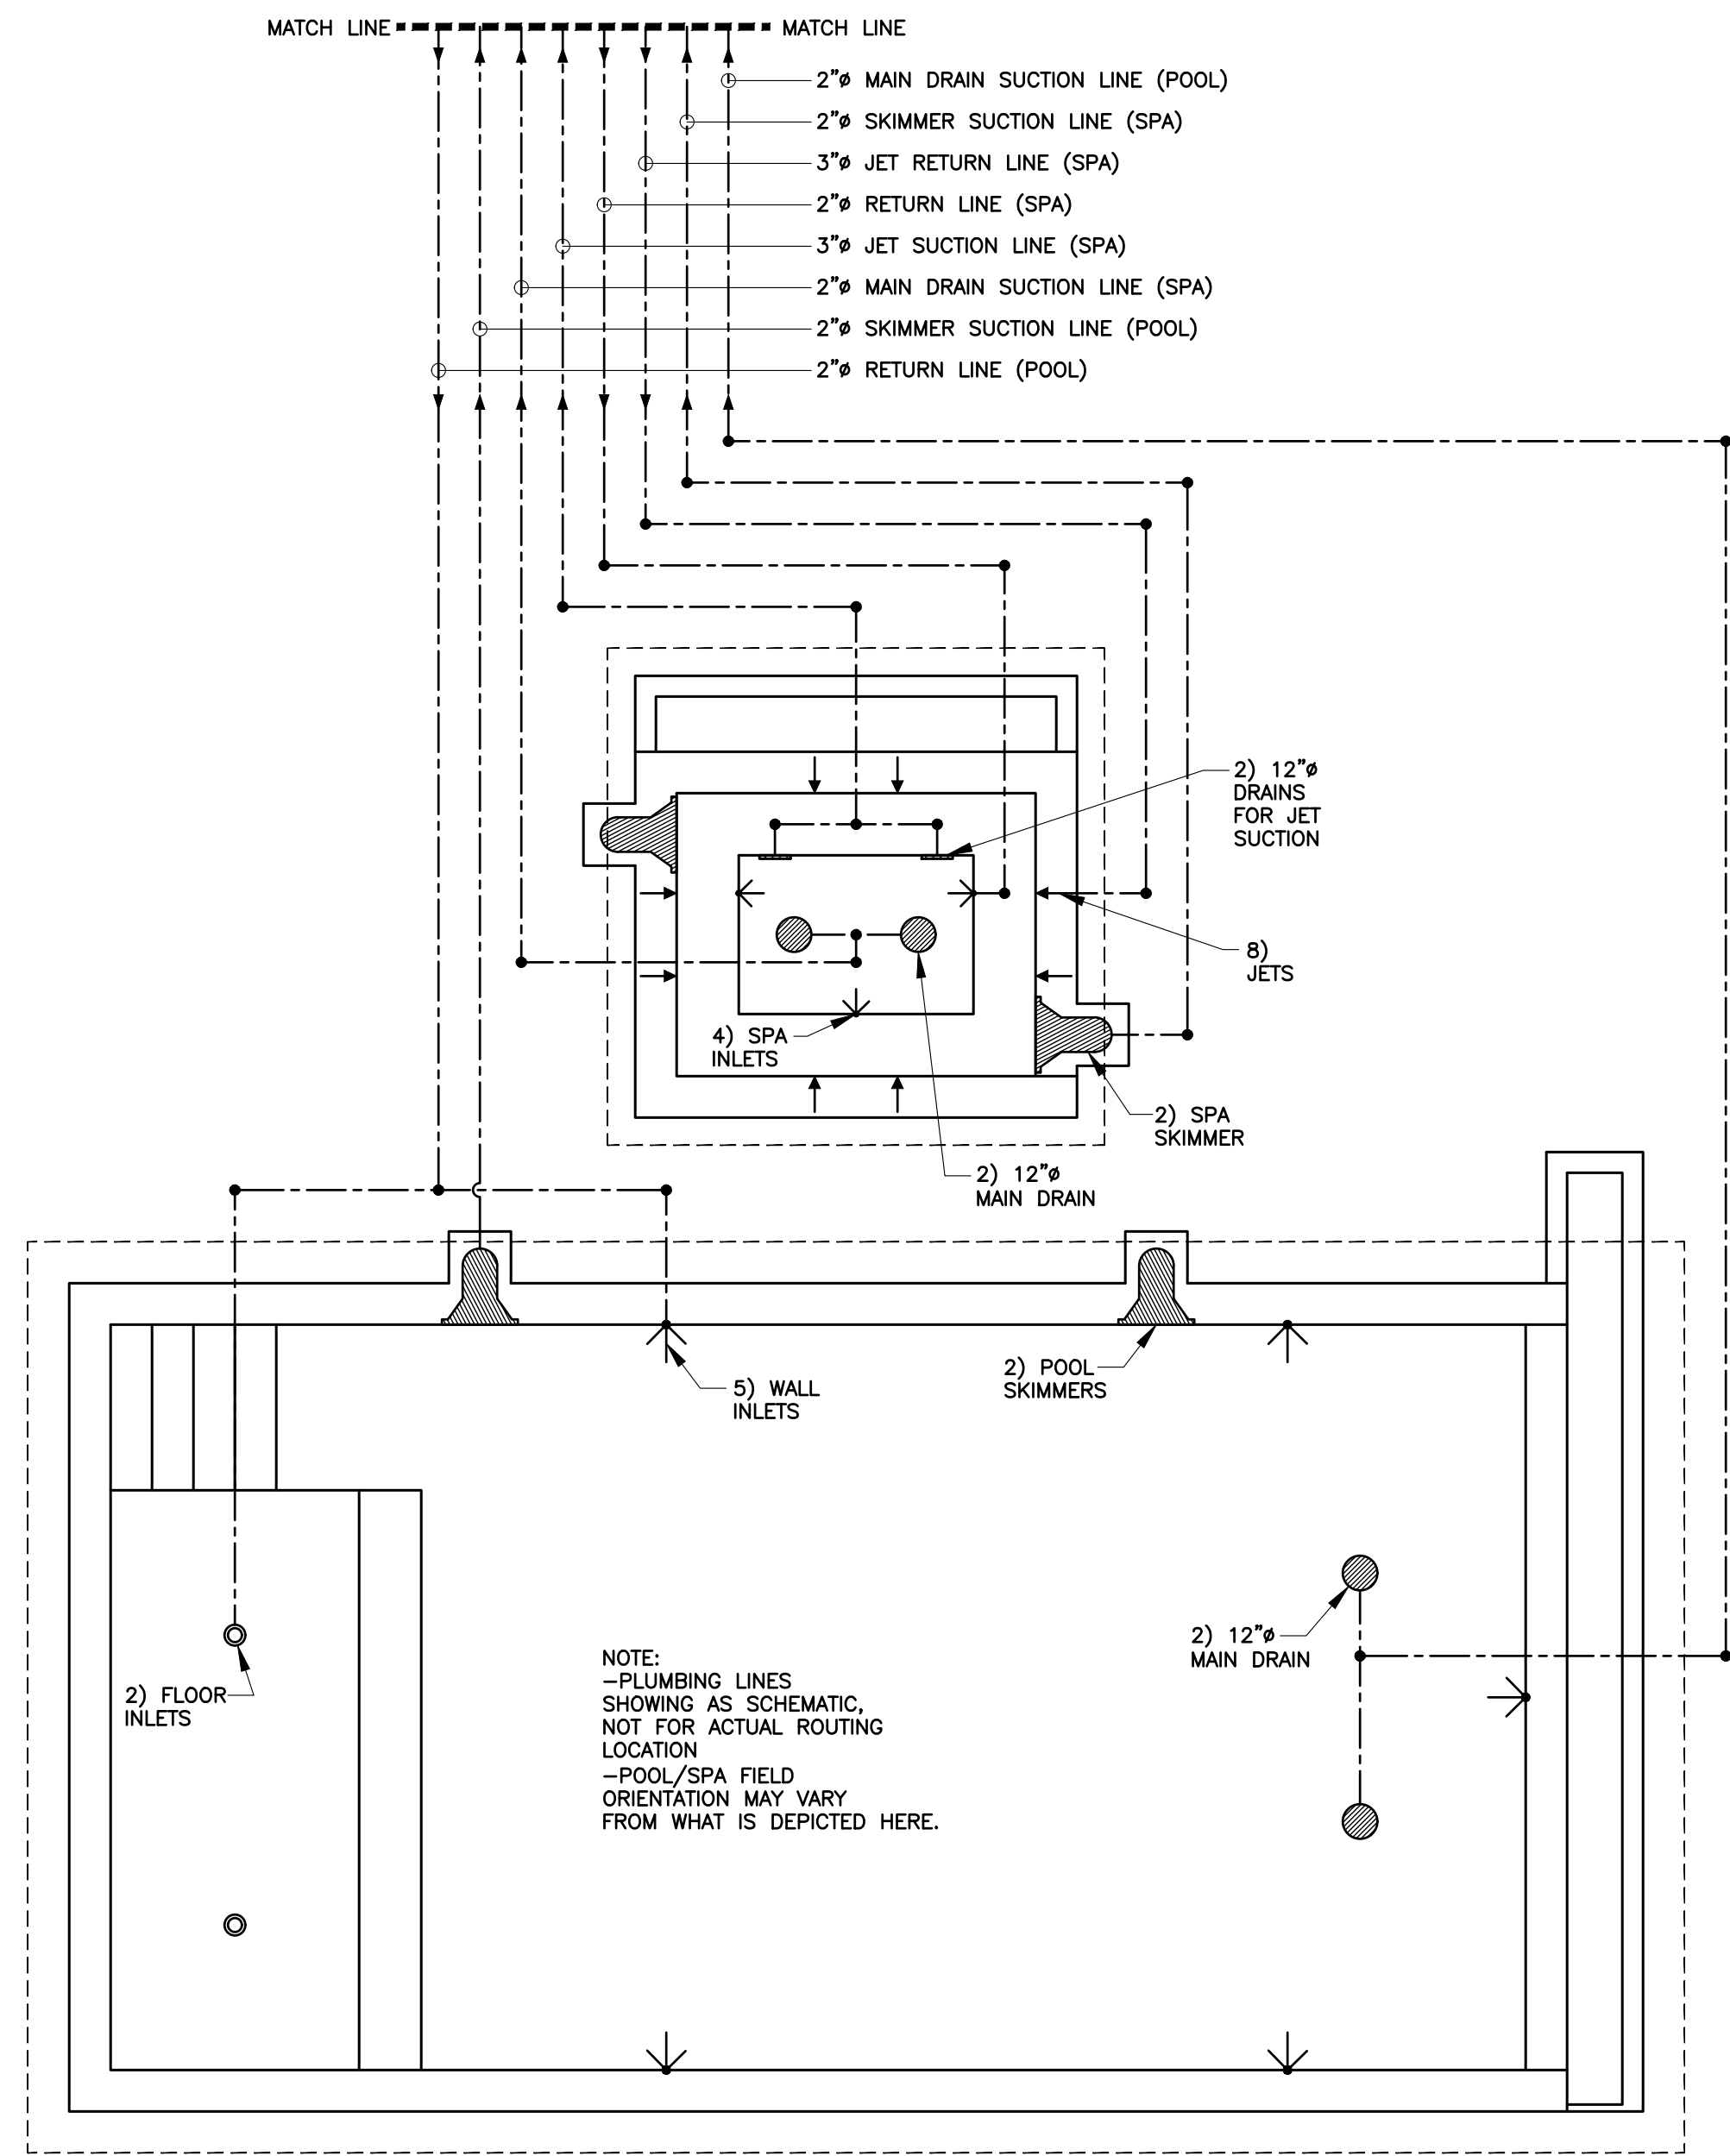 MATCH LINE MATCH LINE
2"ø MAIN DRAIN SUCTION LINE (POOL)
2"ø SKIMMER SUCTION LINE (SPA)
3"ø JET RETURN LINE (SPA)
2"ø RETURN LINE (SPA)
3"ø JET SUCTION LINE (SPA)
2"ø MAIN DRAIN SUCTION LINE (SPA)
2"ø SKIMMER SUCTION LINE (POOL)
2"ø RETURN LINE (POOL)
2) 12"ø
DRAINS
FOR JET
SUCTION
8)
JETS
4) SPA
INLETS
2) SPA
SKIMMER
2) 12"ø
MAIN DRAIN
5) WALL
INLETS
2) POOL
SKIMMERS
2) 12"ø
MAIN DRAIN
2) FLOOR
INLETS
NOTE:
-PLUMBING LINES
SHOWING AS SCHEMATIC,
NOT FOR ACTUAL ROUTING
LOCATION
-POOL/SPA FIELD
ORIENTATION MAY VARY
FROM WHAT IS DEPICTED HERE.